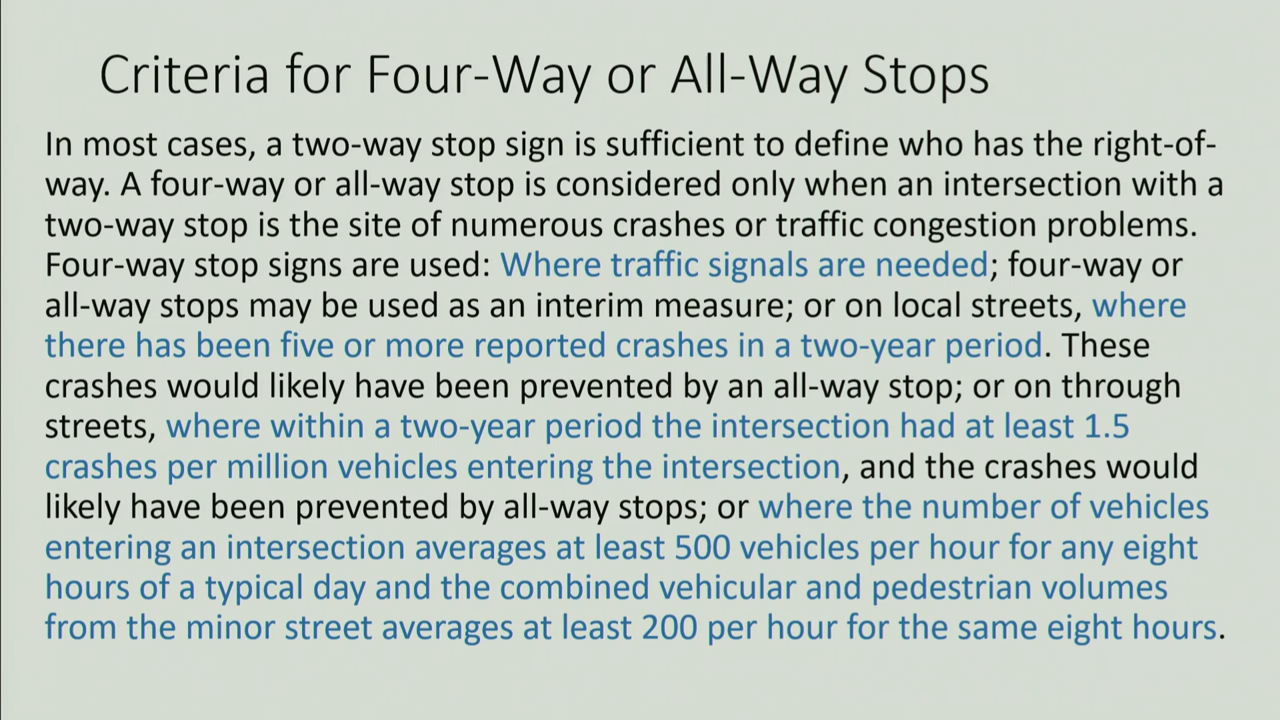 Criteria for Four-Way or All-Way Stops
In most cases, a two-way stop sign is sufficient to define who has the right-of-
way. A four-way or all-way stop is considered only when an intersection with a
two-way stop is the site of numerous crashes or traffic congestion problems.
Four-way stop signs are used: Where traffic signals are needed; four-way or
all-way stops may be used as an interim measure; or on local streets, where
there has been five or more reported crashes in a two-year period. These
crashes would likely have been prevented by an all-way stop; or on through
streets, where within a two-year period the intersection had at least 1.5
crashes per million vehicles entering the intersection, and the crashes would
likely have been prevented by all-way stops; or where the number of vehicles
entering an intersection averages at least 500 vehicles per hour for any eight
hours of a typical day and the combined vehicular and pedestrian volumes
from the minor street averages at least 200 per hour for the same eight hours.